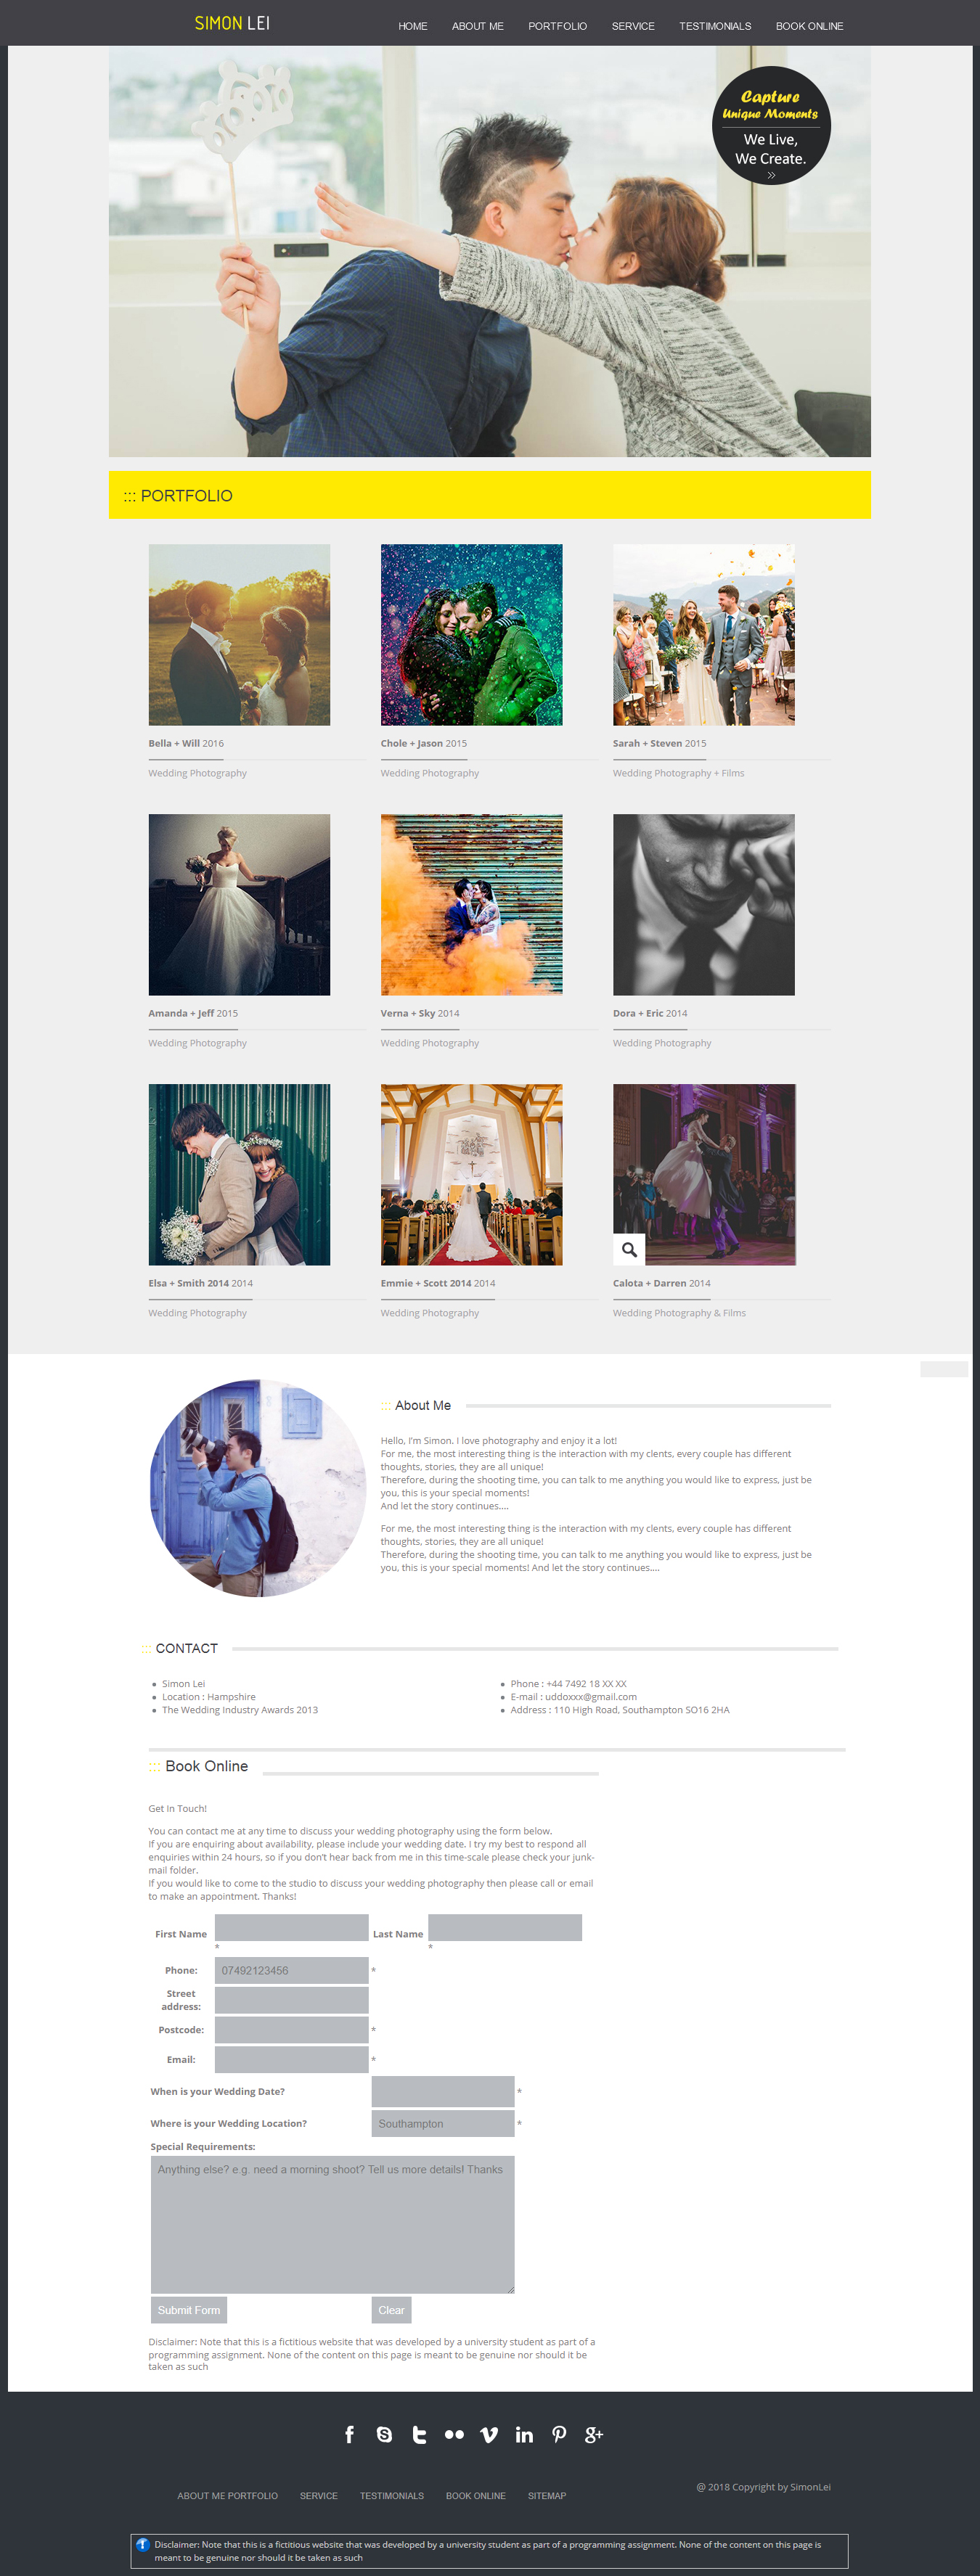 SIMON LEI
HOME ABOUT ME PORTFOLIO SERVICE TESTIMONIALS BOOK ONLINE
Capture
Unique Moments
We Live,
We Create.
::: PORTFOLIO
Bella + Will 2016
Wedding Photography
Chole + Jason 2015
Wedding Photography
Sarah + Steven 2015
Wedding Photography + Films
Amanda + Jeff 2015
Wedding Photography
Verna + Sky 2014
Wedding Photography
Dora + Eric 2014
Wedding Photography
Elsa + Smith 2014 2014
Wedding Photography
Emmie + Scott 2014 2014
Wedding Photography
Calota + Darren 2014
Wedding Photography & Films
::: About Me
Hello, I'm Simon. I love photography and enjoy it a lot!
For me, the most interesting thing is the interaction with my clents, every couple has different
thoughts, stories, they are all unique!
Therefore, during the shooting time, you can talk to me anything you would like to express, just be
you, this is your special moments!
And let the story continues....
For me, the most interesting thing is the interaction with my clents, every couple has different
thoughts, stories, they are all unique!
Therefore, during the shooting time, you can talk to me anything you would like to express, just be
you, this is your special moments! And let the story continues....
::: CONTACT
Simon Lei
Location : Hampshire
The Wedding Industry Awards 2013
Phone : +44 7492 18 XX XX
E-mail : uddoxxx@gmail.com
Address : 110 High Road, Southampton SO16 2HA
::: Book Online
Get In Touch!
You can contact me at any time to discuss your wedding photography using the form below.
If you are enquiring about availability, please include your wedding date. I try my best to respond all
enquiries within 24 hours, so if you don't hear back from me in this time-scale please check your junk-
mail folder.
If you would like to come to the studio to discuss your wedding photography then please call or email
to make an appointment. Thanks!
First Name * Last Name *
Phone: 07492123456 *
Street
address:
Postcode: *
Email: *
When is your Wedding Date? *
Where is your Wedding Location? Southampton *
Special Requirements:
Anything else? e.g. need a morning shoot? Tell us more details! Thanks
Submit Form Clear
Disclaimer: Note that this is a fictitious website that was developed by a university student as part of a
programming assignment. None of the content on this page is meant to be genuine nor should it be
taken as such
@ 2018 Copyright by SimonLei
ABOUT ME PORTFOLIO SERVICE TESTIMONIALS BOOK ONLINE SITEMAP
Disclaimer: Note that this is a fictitious website that was developed by a university student as part of a programming assignment. None of the content on this page is
meant to be genuine nor should it be taken as such